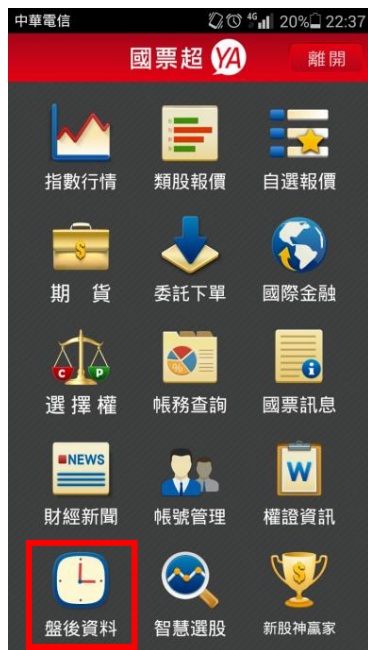 中華電信 4G 20% 22:37
國票超 YA 離開
指數行情 類股報價 自選報價
$
期 貨 委託下單 國際金融
C P i
選擇權 帳務查詢 國票訊息
NEWS W
財經新聞 帳號管理 權證資訊
$
盤後資料 智慧選股 新股神贏家